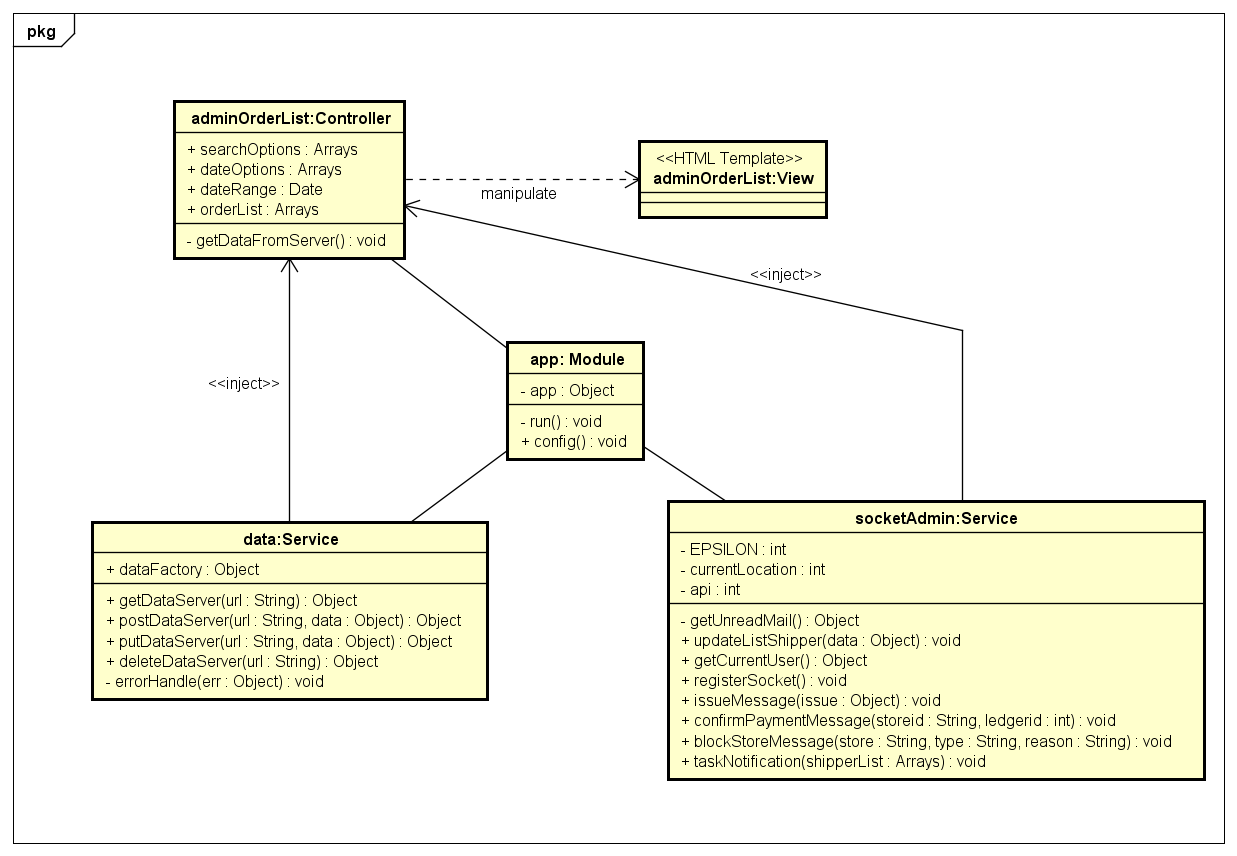 pkg
adminOrderList:Controller
+ searchOptions : Arrays
+ dateOptions : Arrays
+ dateRange : Date
+ orderList : Arrays
- getDataFromServer() : void
<<HTML Template>>
adminOrderList:View
manipulate
<<inject>>
<<inject>>
app: Module
- app : Object
- run() : void
+ config() : void
data:Service
+ dataFactory : Object
+ getDataServer(url : String) : Object
+ postDataServer(url : String, data : Object) : Object
+ putDataServer(url : String, data : Object) : Object
+ deleteDataServer(url : String) : Object
- errorHandle(err : Object) : void
socketAdmin:Service
- EPSILON : int
- currentLocation : int
- api : int
- getUnreadMail() : Object
+ updateListShipper(data : Object) : void
+ getCurrentUser() : Object
+ registerSocket() : void
+ issueMessage(issue : Object) : void
+ confirmPaymentMessage(storeid : String, ledgerid : int) : void
+ blockStoreMessage(store : String, type : String, reason : String) : void
+ taskNotification(shipperList : Arrays) : void